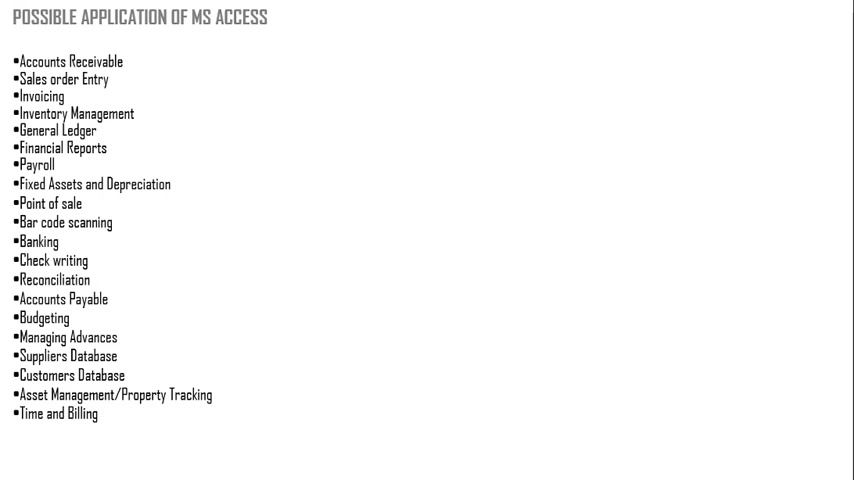 POSSIBLE APPLICATION OF MS ACCESS
•Accounts Receivable
•Sales order Entry
•Invoicing
•Inventory Management
•General Ledger
•Financial Reports
•Payroll
•Fixed Assets and Depreciation
•Point of sale
•Bar code scanning
•Banking
•Check writing
•Reconciliation
•Accounts Payable
•Budgeting
•Managing Advances
•Suppliers Database
•Customers Database
•Asset Management/Property Tracking
•Time and Billing